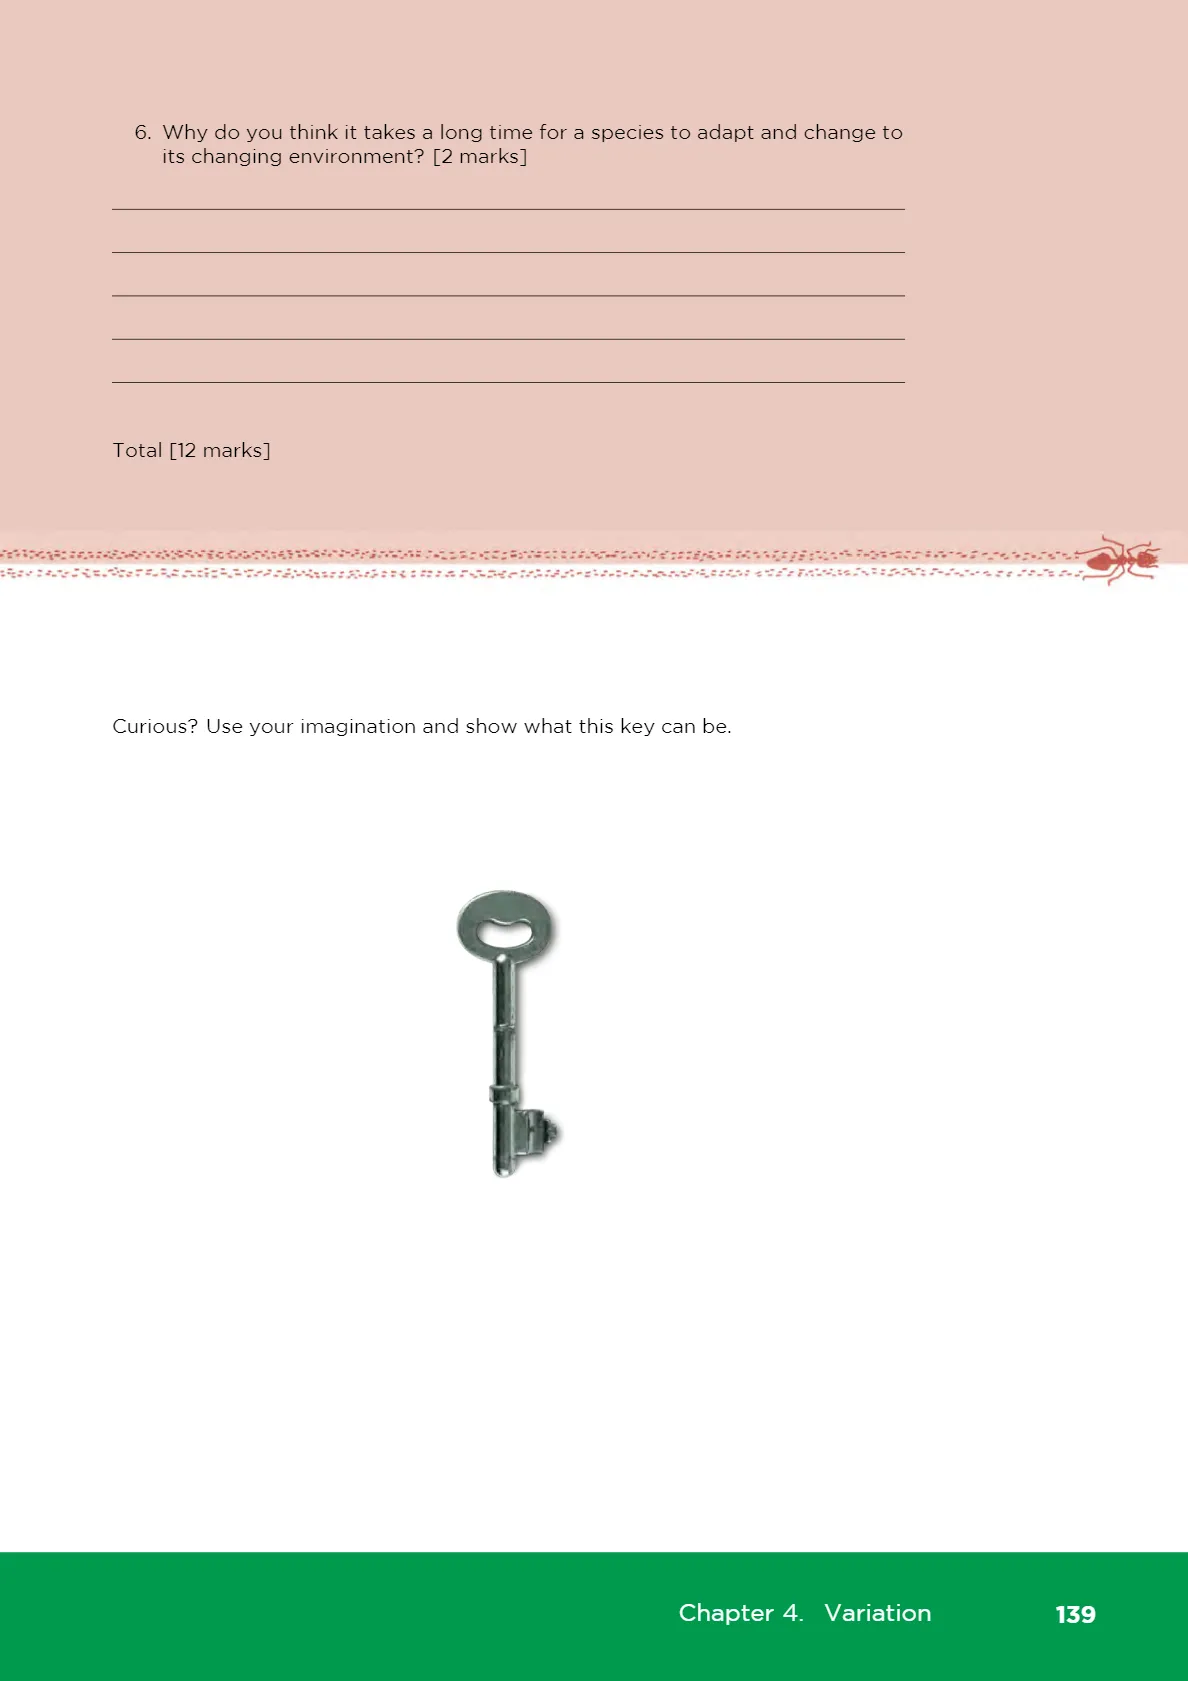 6. Why do you think it takes a long time for a species to adapt and change to
its changing environment? [2 marks]
Total [12 marks]
Curious? Use your imagination and show what this key can be.
Chapter 4. Variation 139